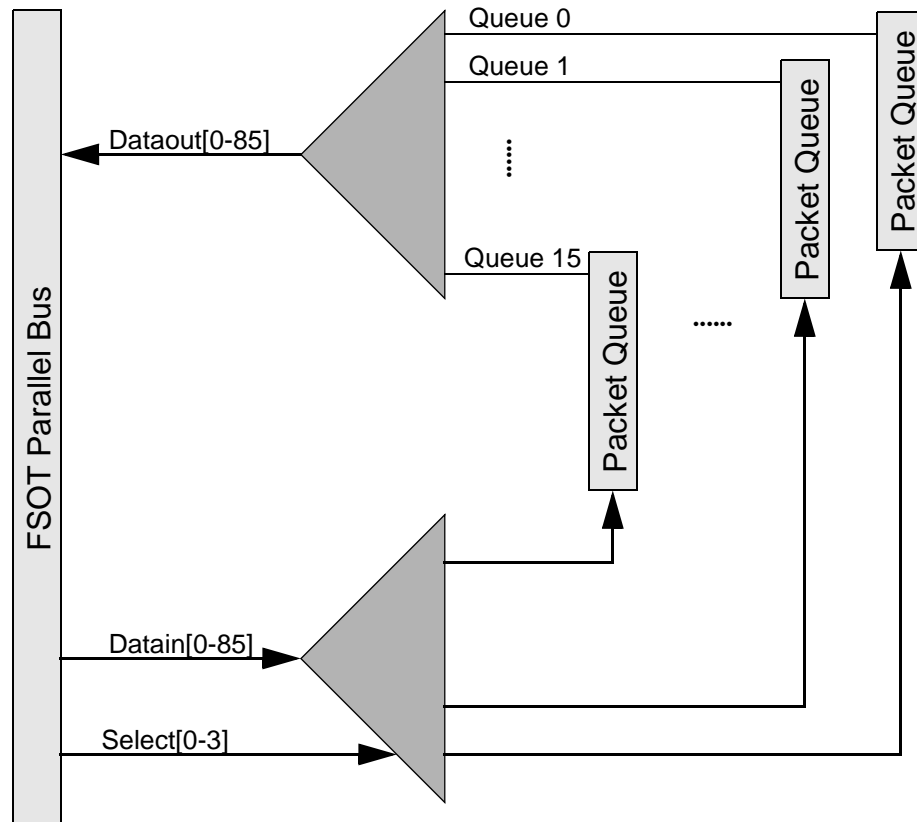 Queue 0
Queue 1
Dataout[0-85]
Queue 15
Packet Queue
Packet Queue
Packet Queue
FSOT Parallel Bus
Datain[0-85]
Select[0-3]